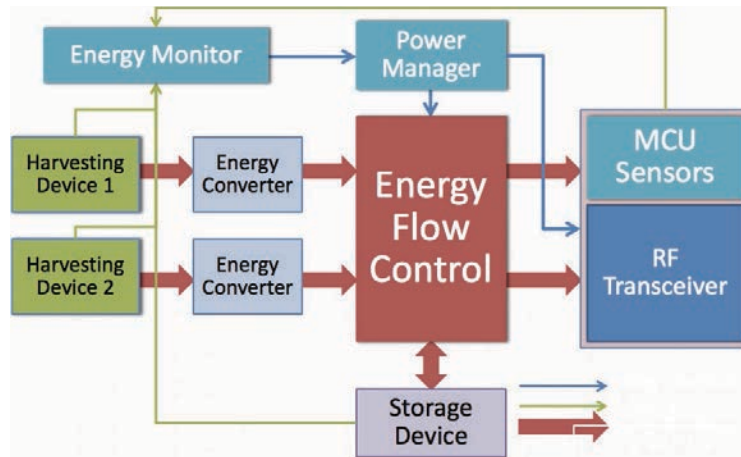 Energy Monitor
Power
Manager
Harvesting
Device 1
Energy
Converter
Energy
Flow
Control
MCU
Sensors
Harvesting
Device 2
Energy
Converter
RF
Transceiver
Storage
Device